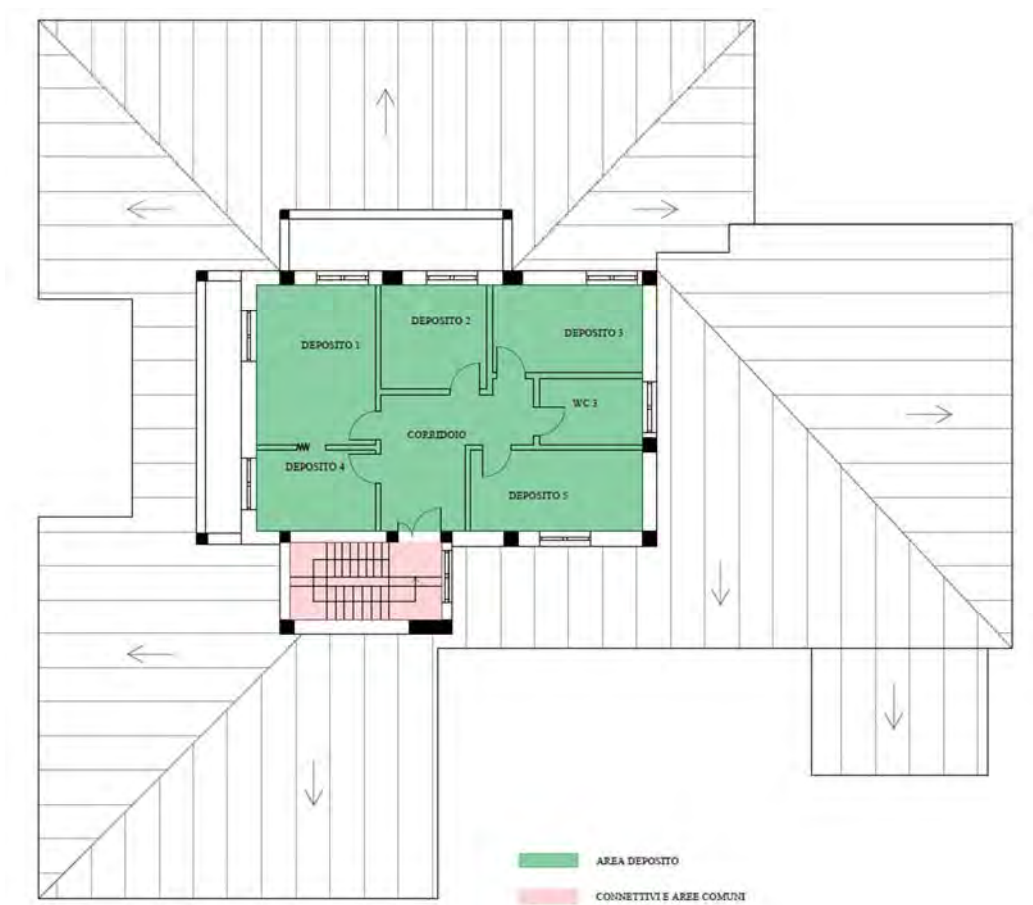 DEPOSITO 1
DEPOSITO 2
DEPOSITO 3
WC 3
CORRIDOIO
DEPOSITO 4
DEPOSITO 5
AREA DEPOSITO
CONNETTIVI E AREE COMUNI